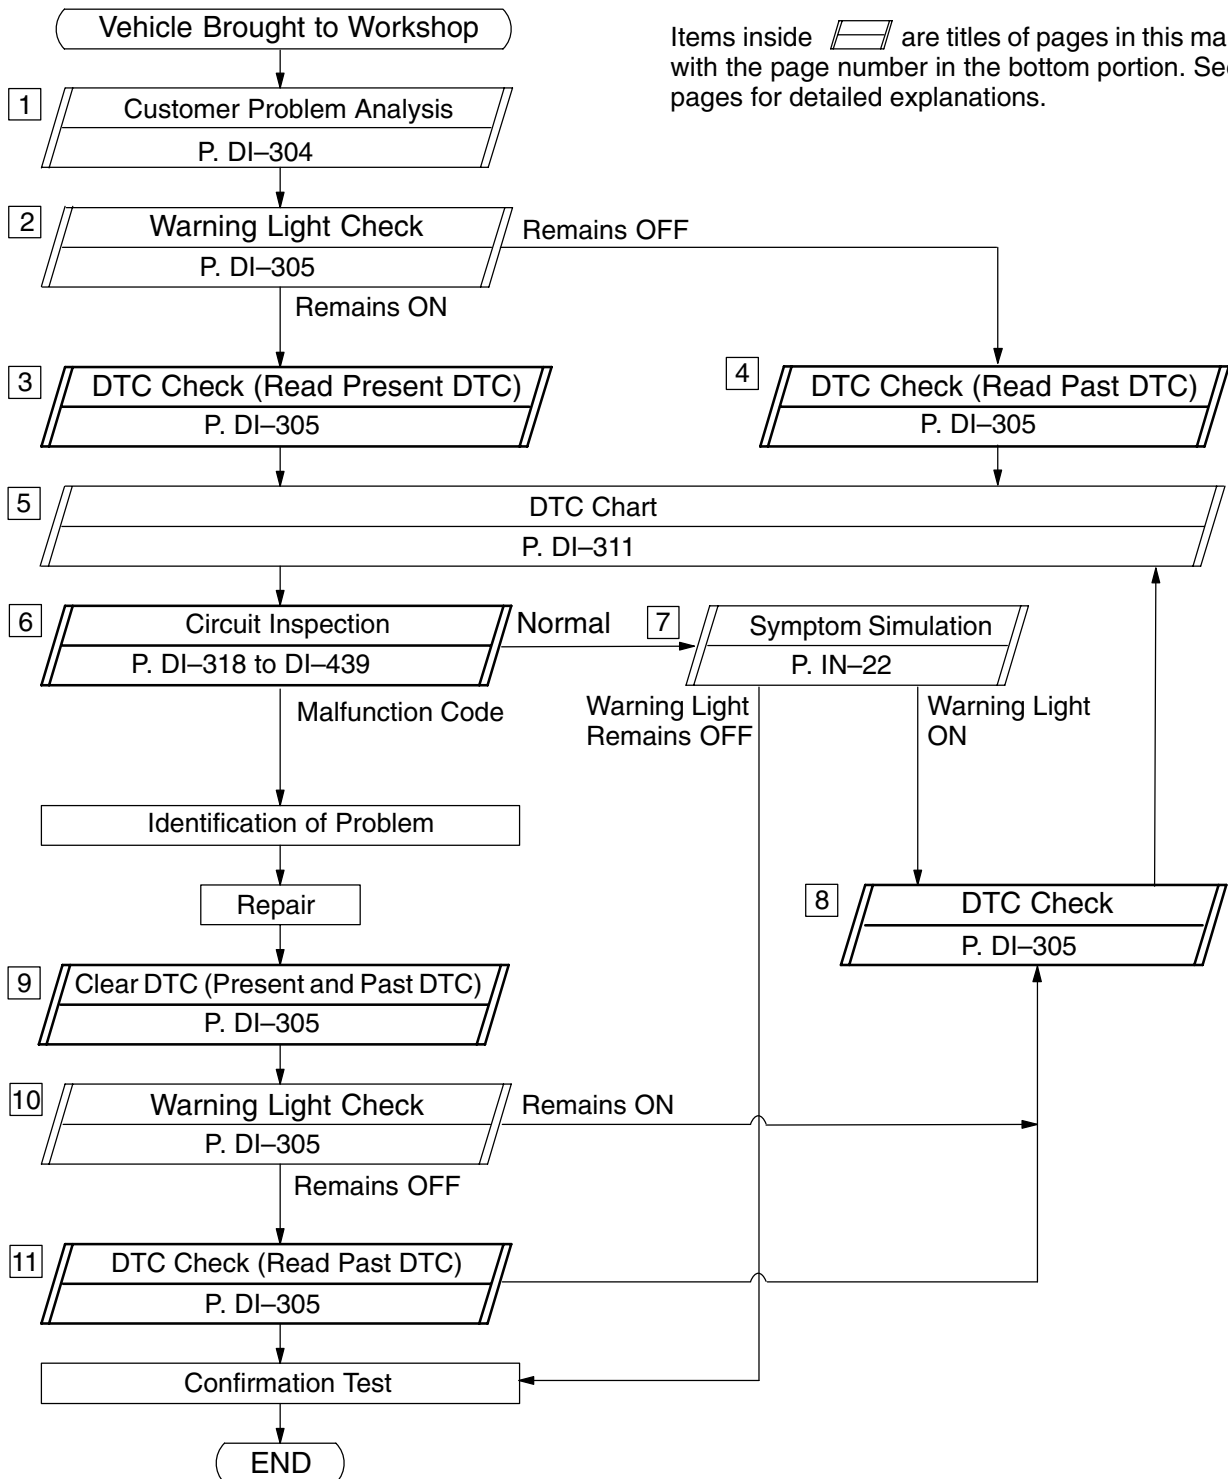 Vehicle Brought to Workshop
Items inside are titles of pages in this
with the page number in the bottom portion.
pages for detailed explanations.
1
Customer Problem Analysis
P. DI–304
2
Warning Light Check
P. DI–305
Remains OFF
Remains ON
3
DTC Check (Read Present DTC)
P. DI–305
4
DTC Check (Read Past DTC)
P. DI–305
5
DTC Chart
P. DI–311
6
Circuit Inspection
P. DI–318 to DI–439
Normal
7
Symptom Simulation
P. IN–22
Malfunction Code
Warning Light
Remains OFF
Warning Light
ON
Identification of Problem
Repair
8
DTC Check
P. DI–305
9
Clear DTC (Present and Past DTC)
P. DI–305
10
Warning Light Check
P. DI–305
Remains ON
Remains OFF
11
DTC Check (Read Past DTC)
P. DI–305
Confirmation Test
END